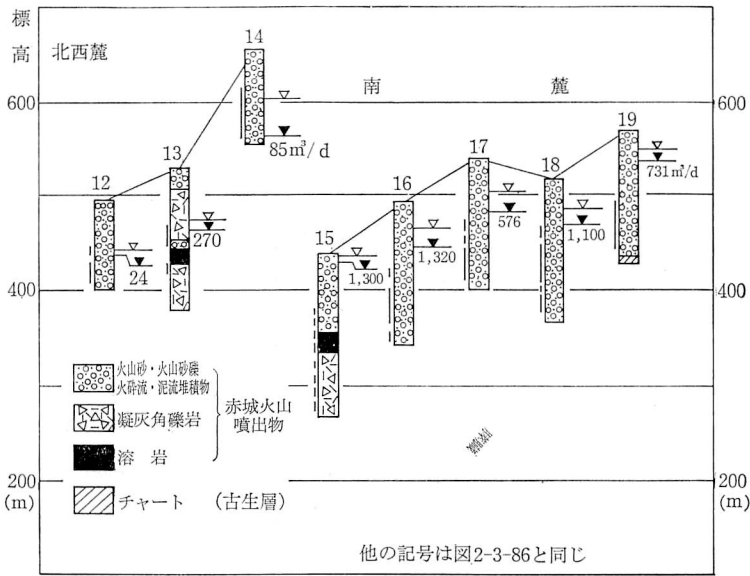 標高
北西麓
南麓
600
600
400
400
200
(m)
200
(m)
12
24
13
270
14
85m³/d
15
1,300
16
1,320
17
576
18
1,100
19
731m³/d
火山砂・火山砂礫
火砕流・泥流堆積物
凝灰角礫岩
溶岩
赤城火山
噴出物
チャート (古生層)
他の記号は図2-3-86と同じ